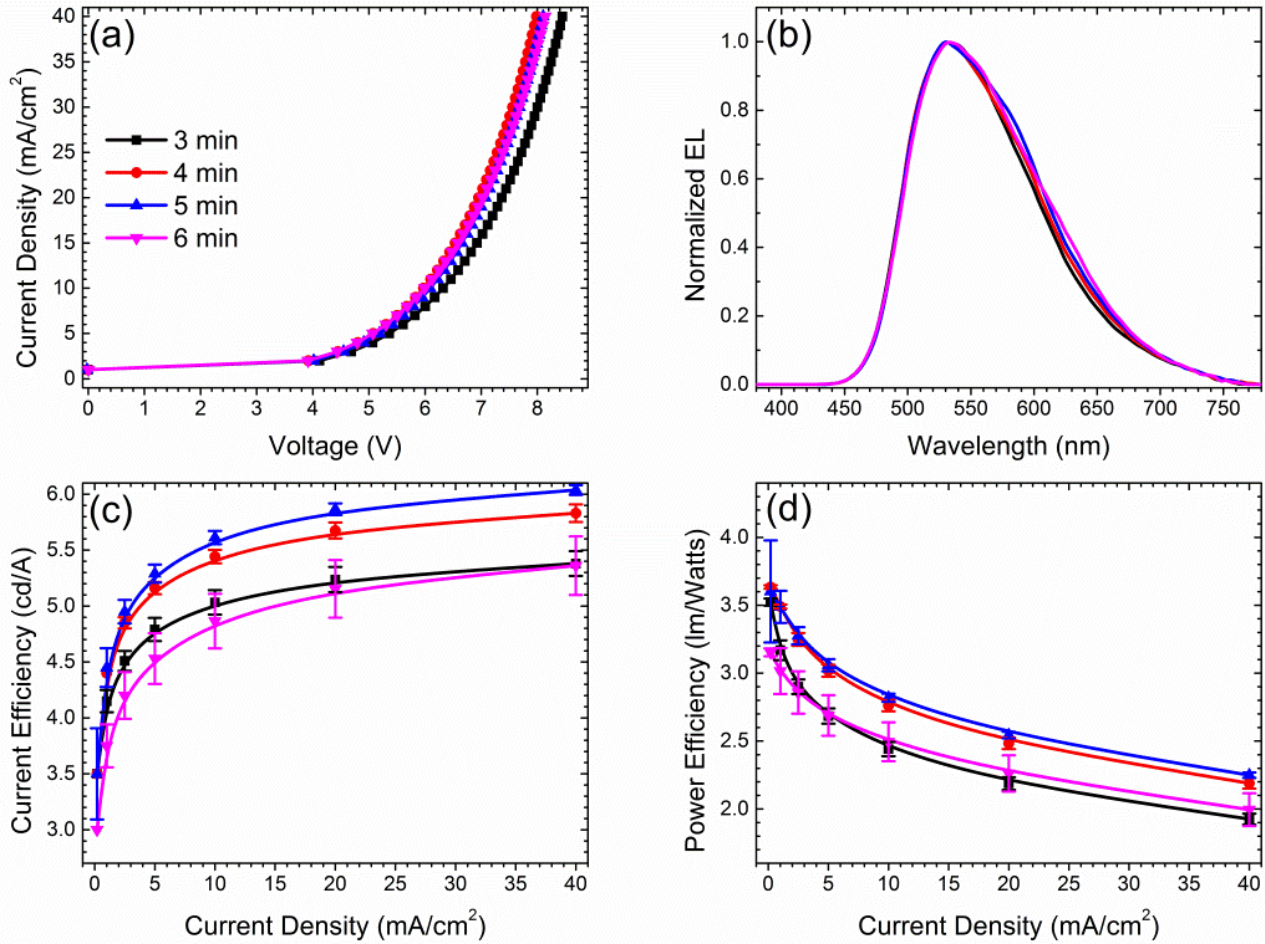 (a)
40
35
30
25
20
15
10
5
0
Current Density (mA/cm²)
3 min
4 min
5 min
6 min
0 1 2 3 4 5 6 7 8
Voltage (V)
(b)
1.0
0.8
0.6
0.4
0.2
0.0
Normalized EL
400 450 500 550 600 650 700 750
Wavelength (nm)
(c)
6.0
5.5
5.0
4.5
4.0
3.5
3.0
Current Efficiency (cd/A)
0 5 10 15 20 25 30 35 40
Current Density (mA/cm²)
(d)
4.0
3.5
3.0
2.5
2.0
Power Efficiency (lm/Watts)
0 5 10 15 20 25 30 35 40
Current Density (mA/cm²)